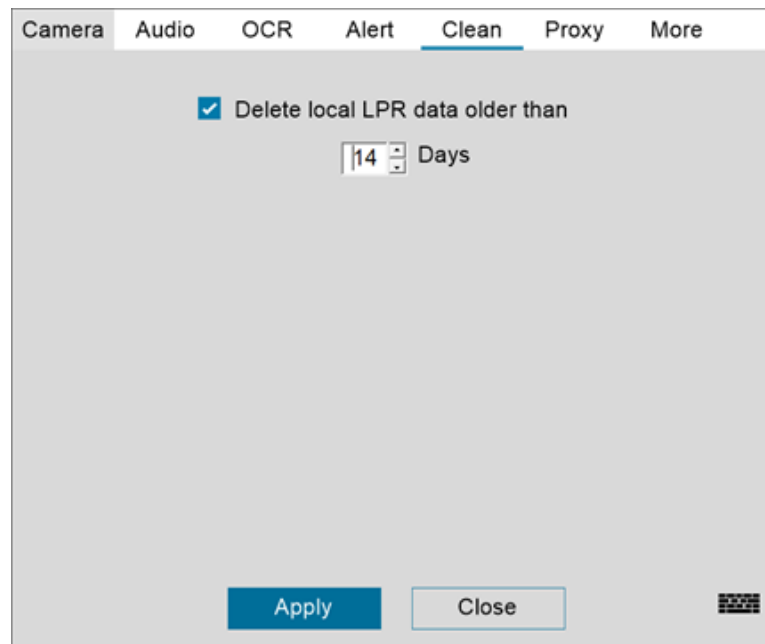 Camera Audio OCR Alert Clean Proxy More
Delete local LPR data older than
14 Days
Apply Close